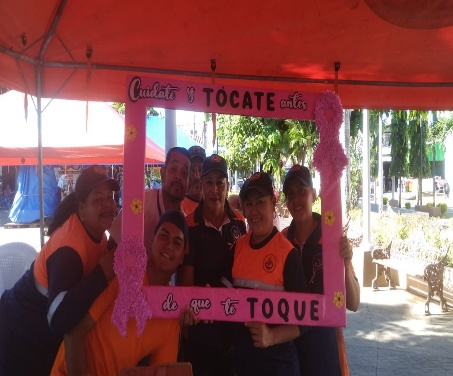 Cuídate y TÓCATE antes
de que te TOQUE